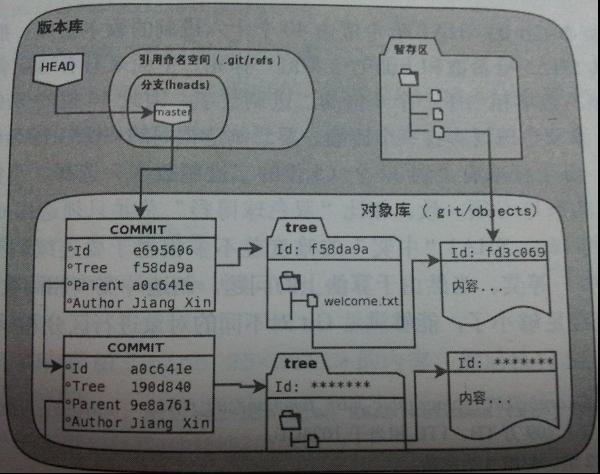 版本库
HEAD
引用命名空间 (.git/refs)
分支(heads)
master
暂存区
对象库 (.git/objects)
COMMIT
Id e695606
Tree f58da9a
Parent a0c641e
Author Jiang Xin
tree
Id: f58da9a
welcome.txt
Id: fd3c069
内容...
COMMIT
Id a0c641e
Tree 190d840
Parent 9e8a761
Author Jiang Xin
tree
Id: *******
Id: *******
内容...